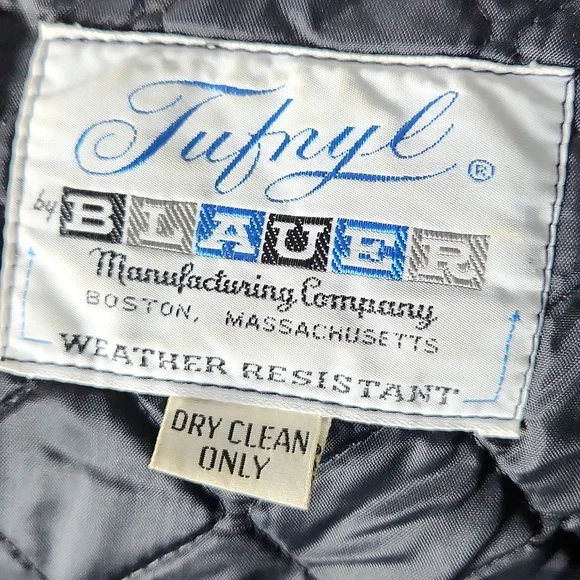 Tufnyl ®
by BLAUER
Manufacturing Company
BOSTON, MASSACHUSETTS
WEATHER RESISTANT
DRY CLEAN
ONLY